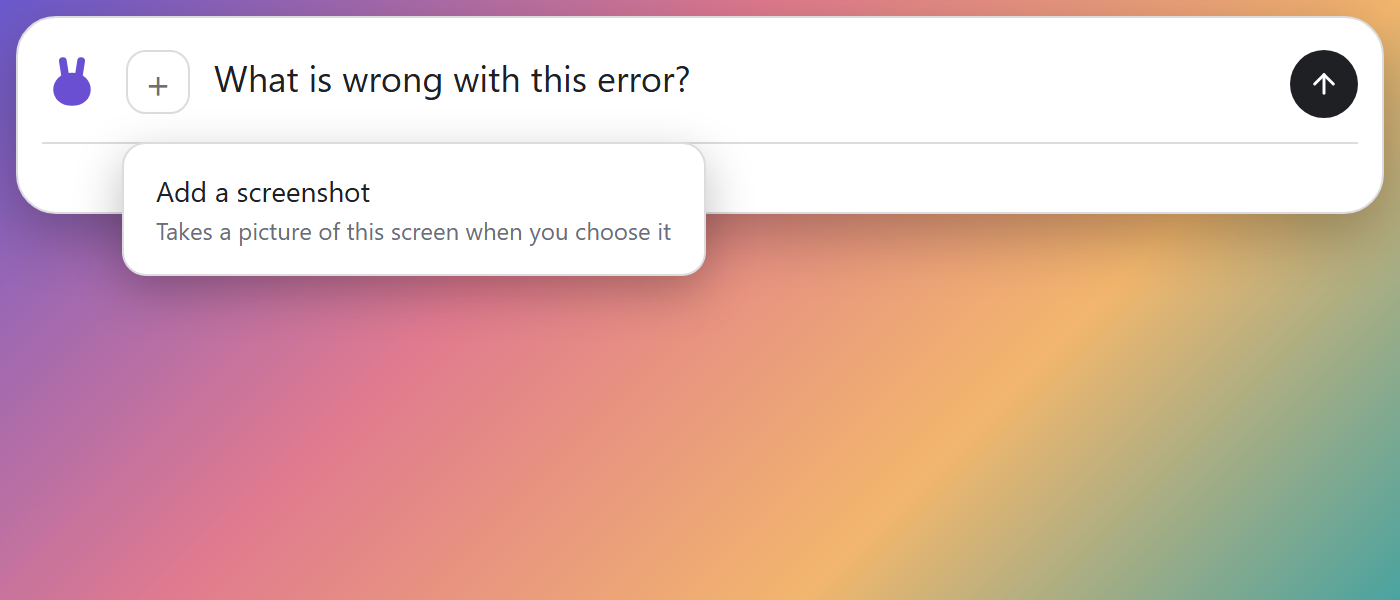 What is wrong with this error?
Add a screenshot
Takes a picture of this screen when you choose it